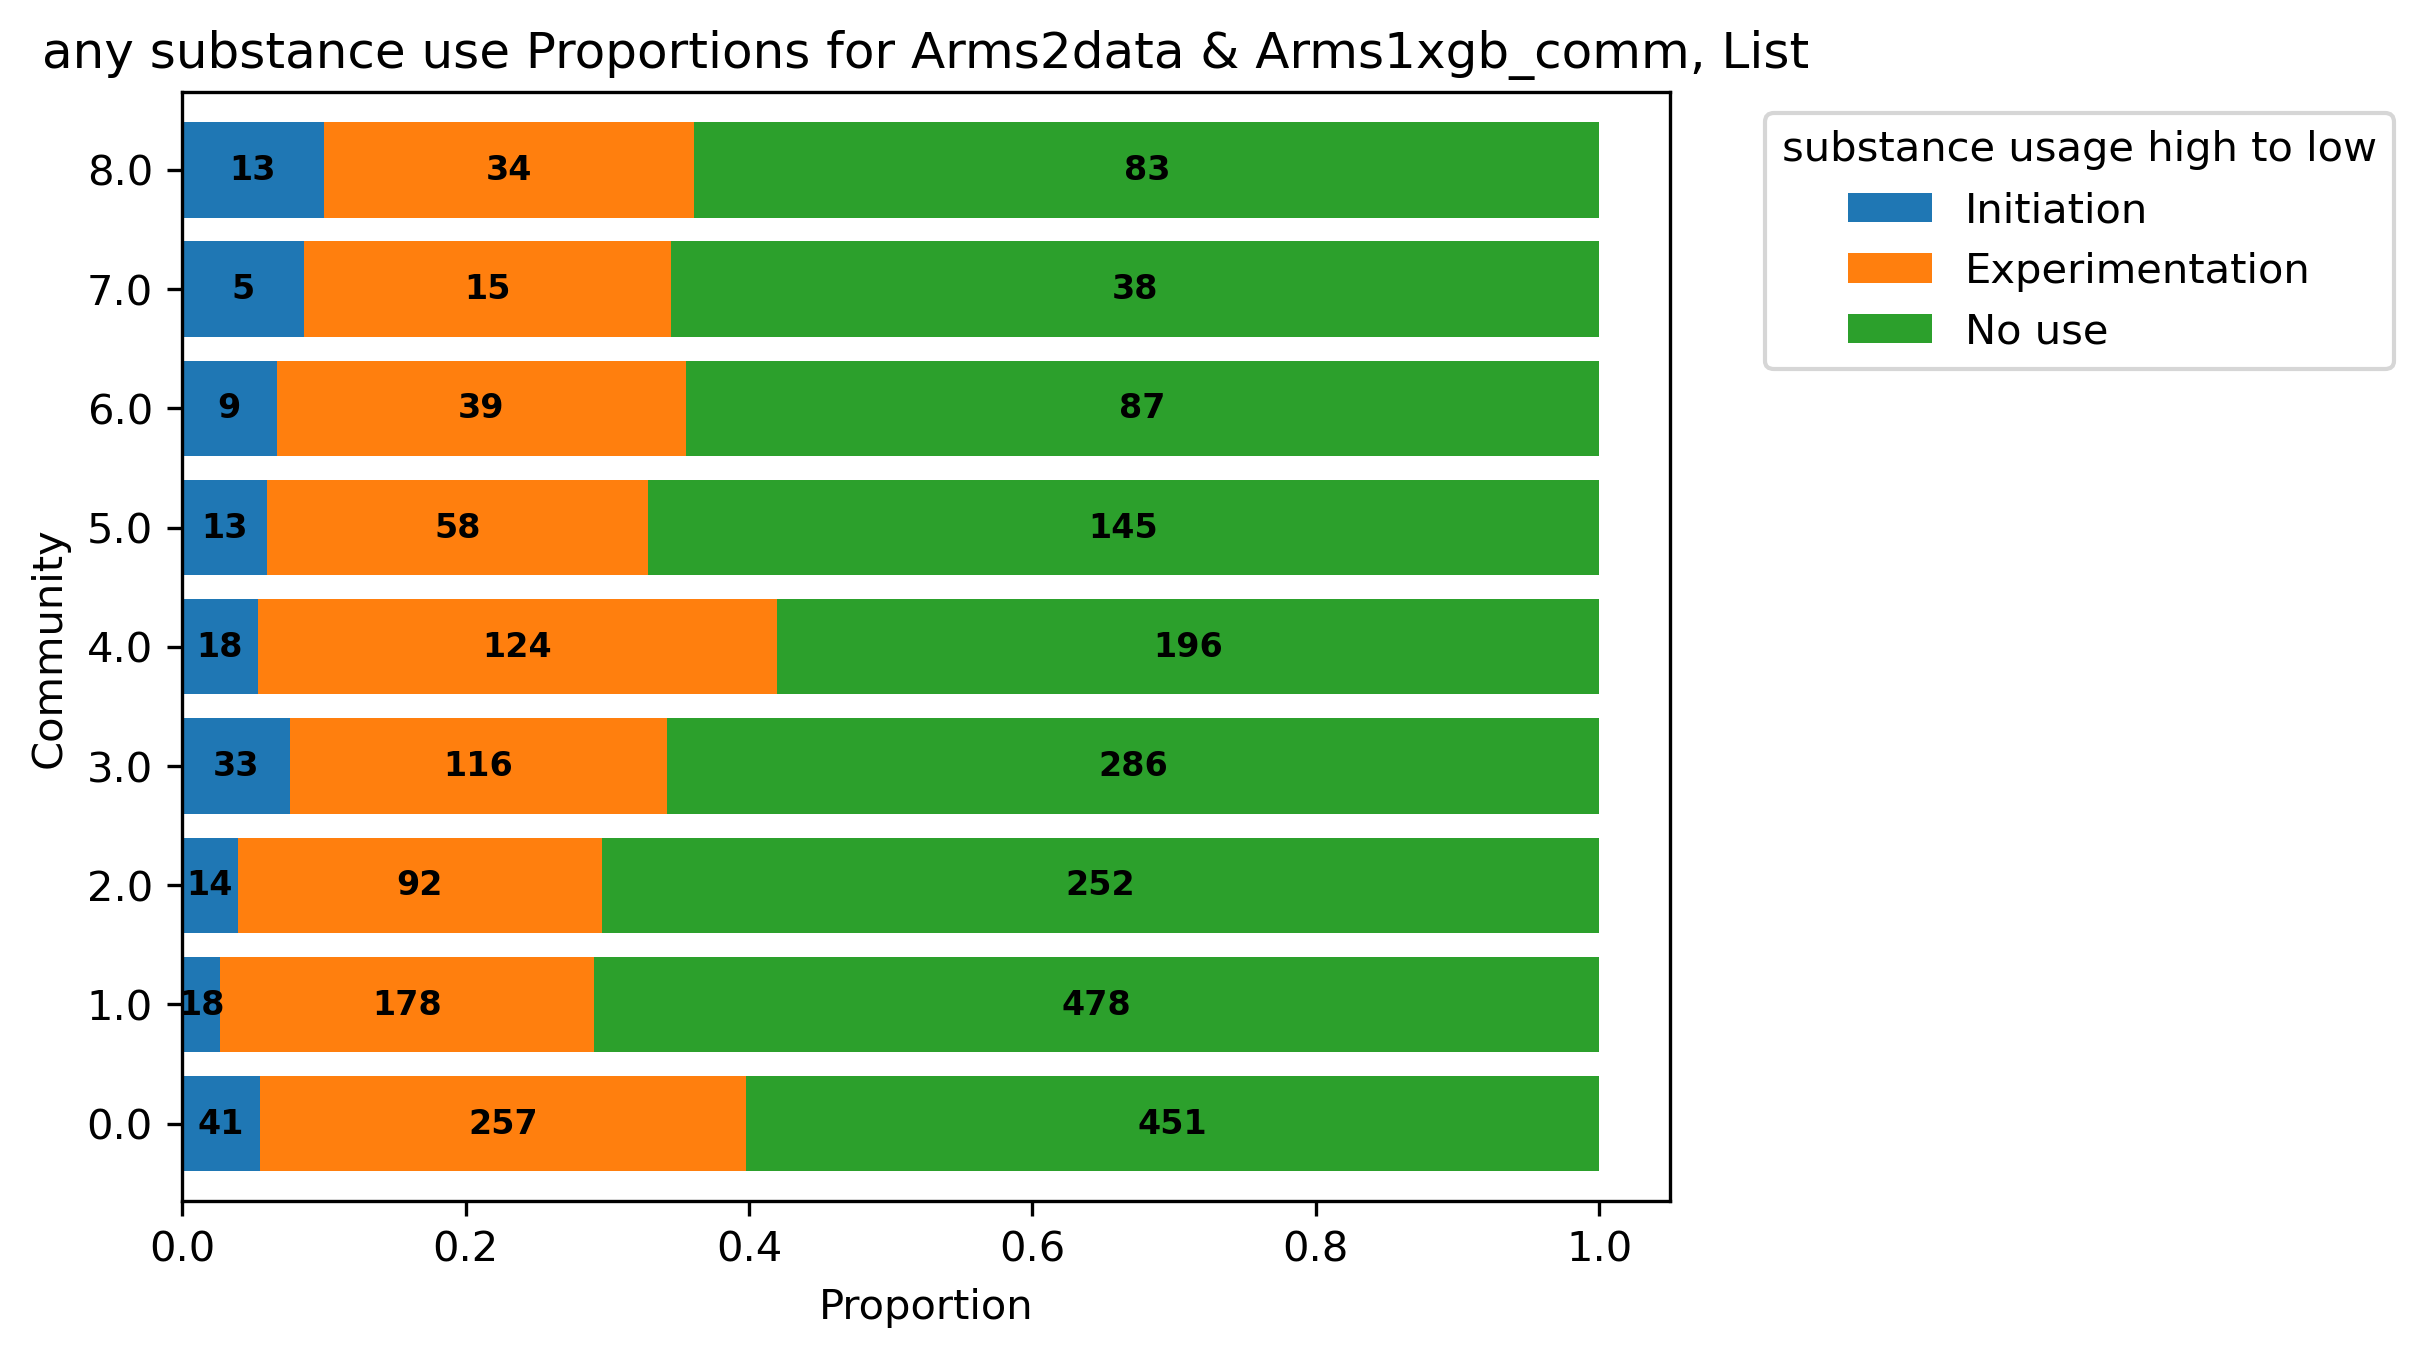 any substance use Proportions for Arms2data & Arms1xgb_comm, List
substance usage high to low
Initiation
Experimentation
No use
Community
8.0 13 34 83
7.0 5 15 38
6.0 9 39 87
5.0 13 58 145
4.0 18 124 196
3.0 33 116 286
2.0 14 92 252
1.0 18 178 478
0.0 41 257 451
0.0 0.2 0.4 0.6 0.8 1.0
Proportion